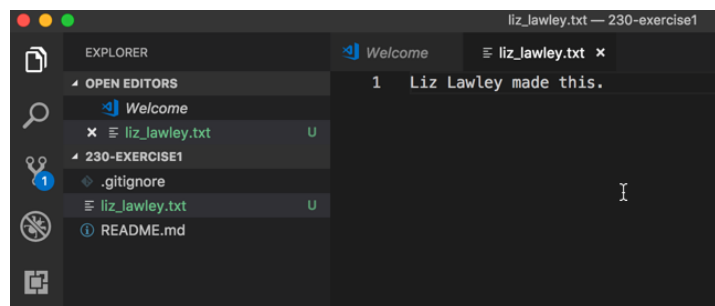 liz_lawley.txt — 230-exercise1
EXPLORER
Welcome
liz_lawley.txt ×
OPEN EDITORS
Welcome
× liz_lawley.txt U
230-EXERCISE1
.gitignore
liz_lawley.txt U
README.md
1 Liz Lawley made this.
1